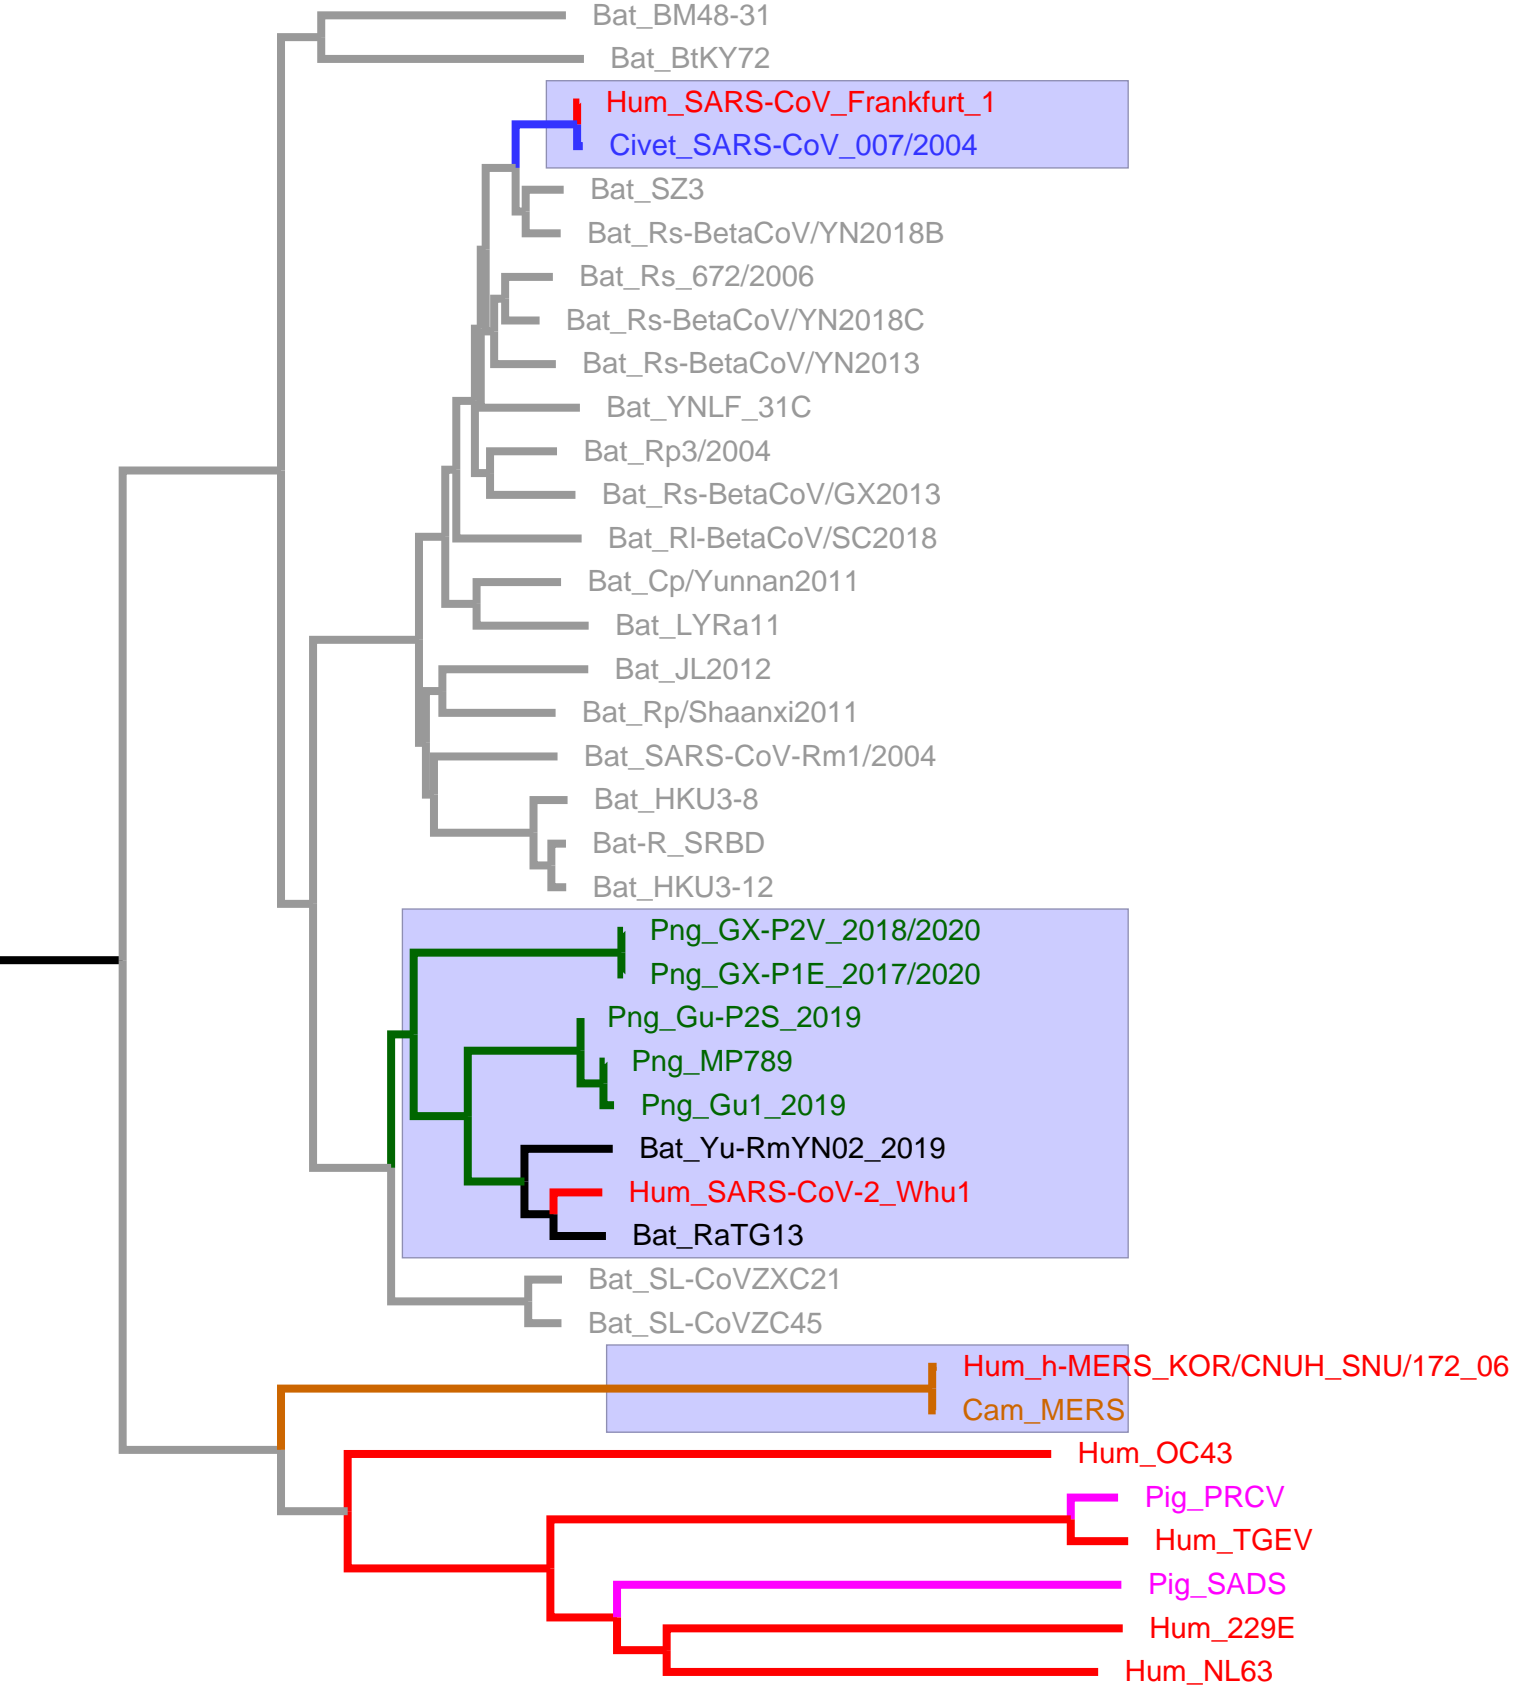 Bat_BM48-31
Bat_BtKY72
Hum_SARS-CoV_Frankfurt_1
Civet_SARS-CoV_007/2004
Bat_SZ3
Bat_Rs-BetaCoV/YN2018B
Bat_Rs_672/2006
Bat_Rs-BetaCoV/YN2018C
Bat_Rs-BetaCoV/YN2013
Bat_YNLF_31C
Bat_Rp3/2004
Bat_Rs-BetaCoV/GX2013
Bat_Rl-BetaCoV/SC2018
Bat_Cp/Yunnan2011
Bat_LYRa11
Bat_JL2012
Bat_Rp/Shaanxi2011
Bat_SARS-CoV-Rm1/2004
Bat_HKU3-8
Bat-R_SRBD
Bat_HKU3-12
Png_GX-P2V_2018/2020
Png_GX-P1E_2017/2020
Png_Gu-P2S_2019
Png_MP789
Png_Gu1_2019
Bat_Yu-RmYN02_2019
Hum_SARS-CoV-2_Whu1
Bat_RaTG13
Bat_SL-CoVZXC21
Bat_SL-CoVZC45
Hum_h-MERS_KOR/CNUH_SNU/172_06
Cam_MERS
Hum_OC43
Pig_PRCV
Hum_TGEV
Pig_SADS
Hum_229E
Hum_NL63